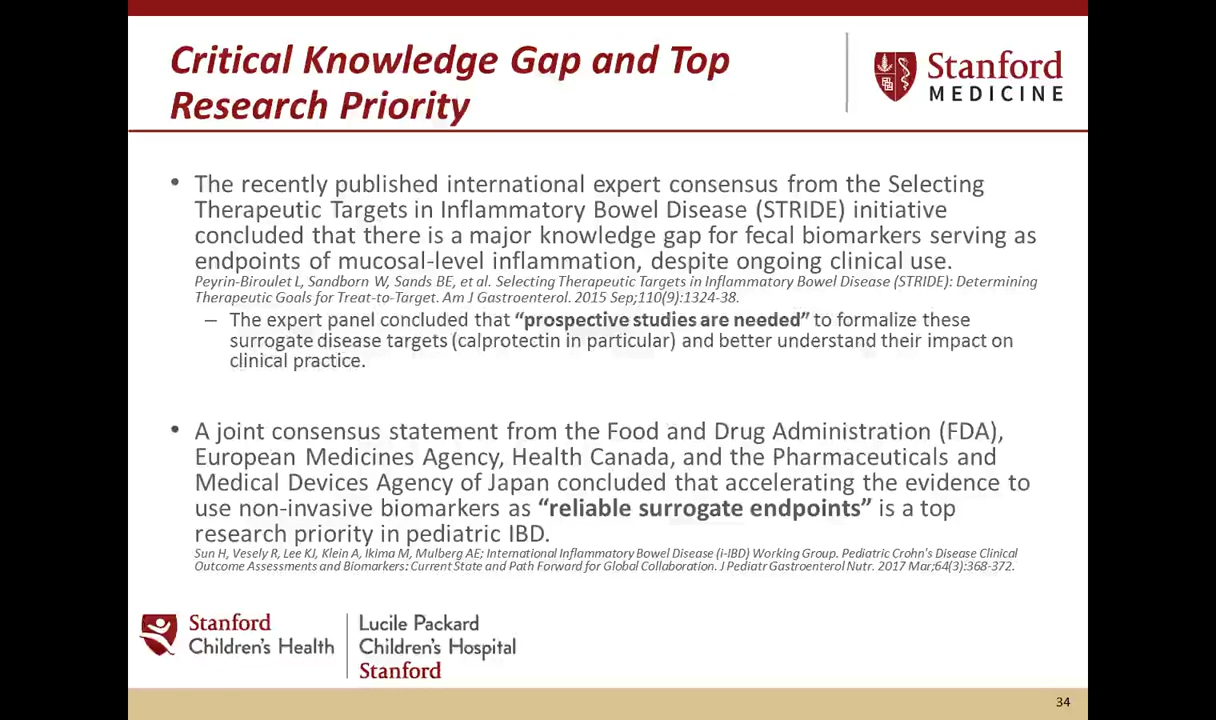 Critical Knowledge Gap and Top
Research Priority
Stanford
MEDICINE
• The recently published international expert consensus from the Selecting
Therapeutic Targets in Inflammatory Bowel Disease (STRIDE) initiative
concluded that there is a major knowledge gap for fecal biomarkers serving as
endpoints of mucosal-level inflammation, despite ongoing clinical use.
Peyrin-Biroulet L, Sandborn W, Sands BE, et al. Selecting Therapeutic Targets in Inflammatory Bowel Disease (STRIDE): Determining
Therapeutic Goals for Treat-to-Target. Am J Gastroenterol. 2015 Sep;110(9):1324-38.
– The expert panel concluded that “prospective studies are needed” to formalize these
surrogate disease targets (calprotectin in particular) and better understand their impact on
clinical practice.
• A joint consensus statement from the Food and Drug Administration (FDA),
European Medicines Agency, Health Canada, and the Pharmaceuticals and
Medical Devices Agency of Japan concluded that accelerating the evidence to
use non-invasive biomarkers as “reliable surrogate endpoints” is a top
research priority in pediatric IBD.
Sun H, Vesely R, Lee KJ, Klein A, Ikima M, Mulberg AE; International Inflammatory Bowel Disease (i-IBD) Working Group. Pediatric Crohn's Disease Clinical
Outcome Assessments and Biomarkers: Current State and Path Forward for Global Collaboration. J Pediatr Gastroenterol Nutr. 2017 Mar;64(3):368-372.
Stanford
Children's Health
Lucile Packard
Children's Hospital
Stanford
34